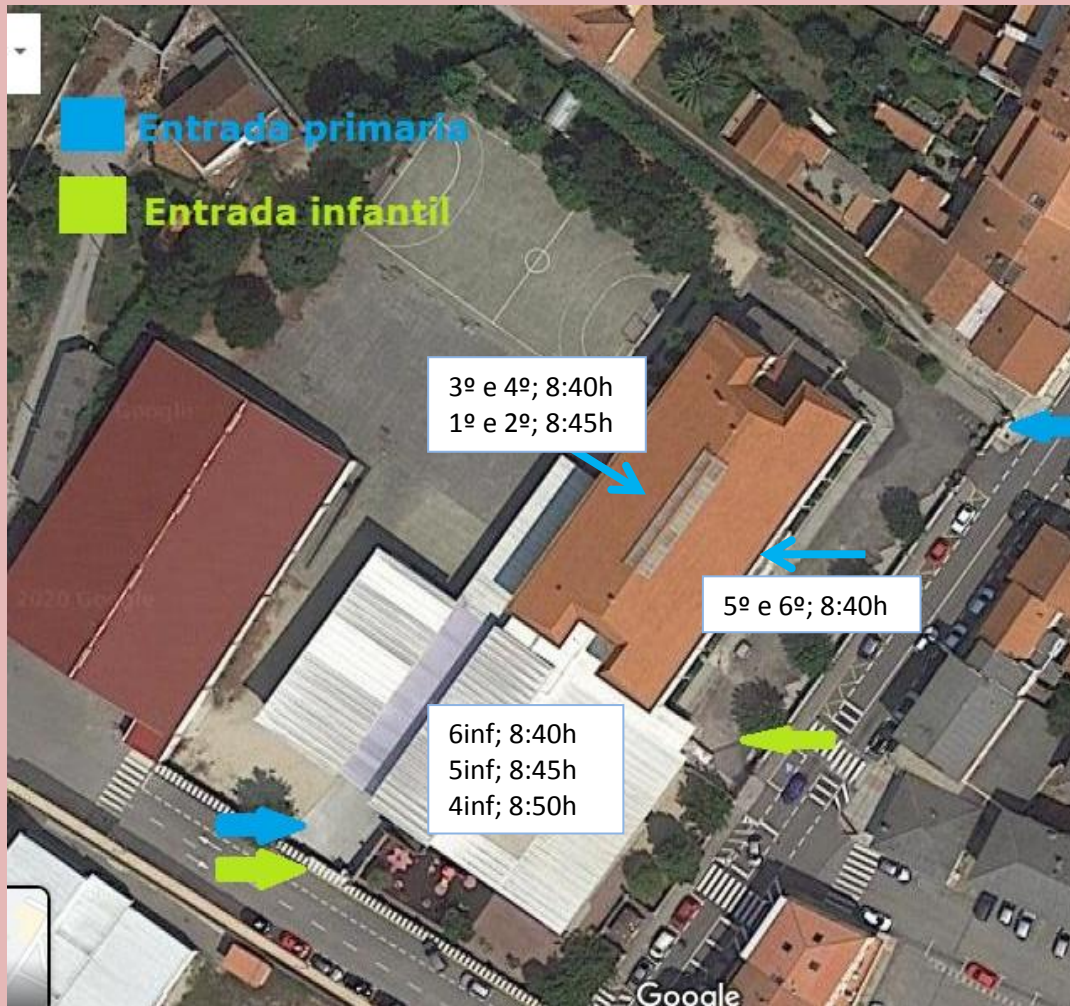 Entrada primaria
Entrada infantil
3º e 4º; 8:40h
1º e 2º; 8:45h
5º e 6º; 8:40h
2020 Google
6inf; 8:40h
5inf; 8:45h
4inf; 8:50h
Google